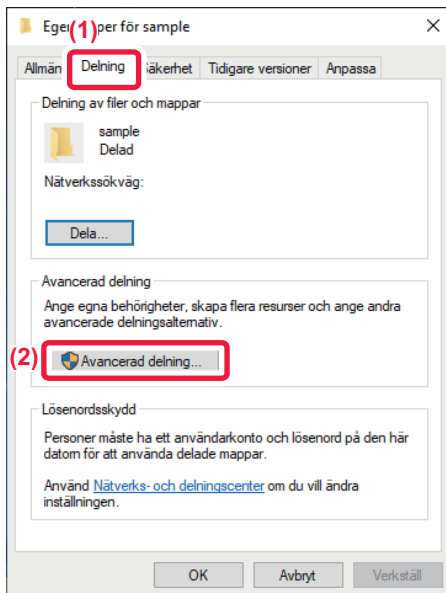 (1)
för sample
Delning
Tidigare versioner
Anpassa
Delning av filer och mappar
sample
Delad
Nätverkssökväg:
Dela...
Avancerad delning
Ange egna behörigheter, skapa flera resurser och ange andra
avancerade delningsalternativ.
(2)
Avancerad delning...
Lösenordsskydd
Personer måste ha ett användarkonto och lösenord på den här
datorn för att använda delade mappar.
Använd Nätverks- och delningscenter om du vill ändra
inställningen.
OK
Avbryt
Verkställ